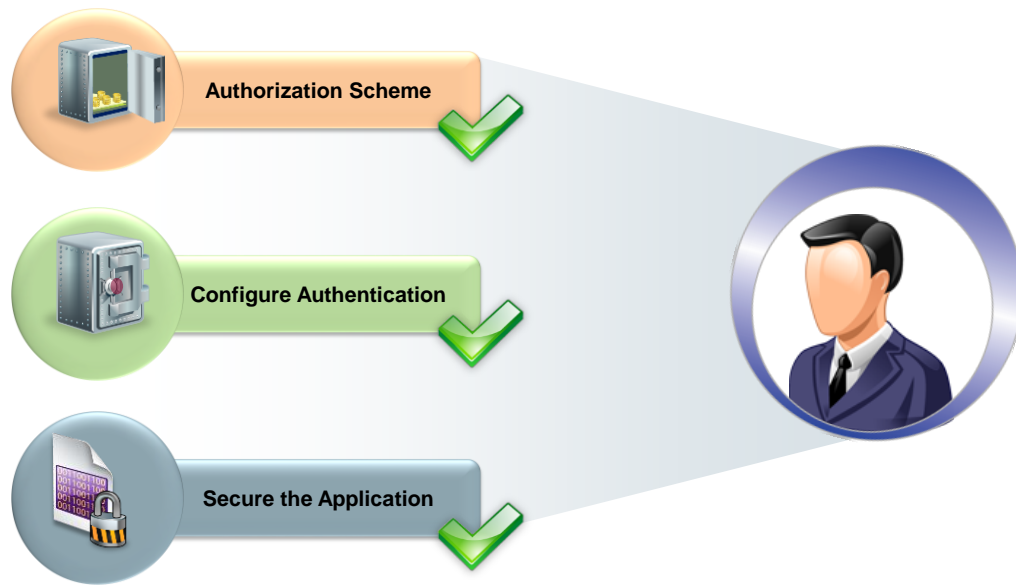 Authorization Scheme
Configure Authentication
Secure the Application